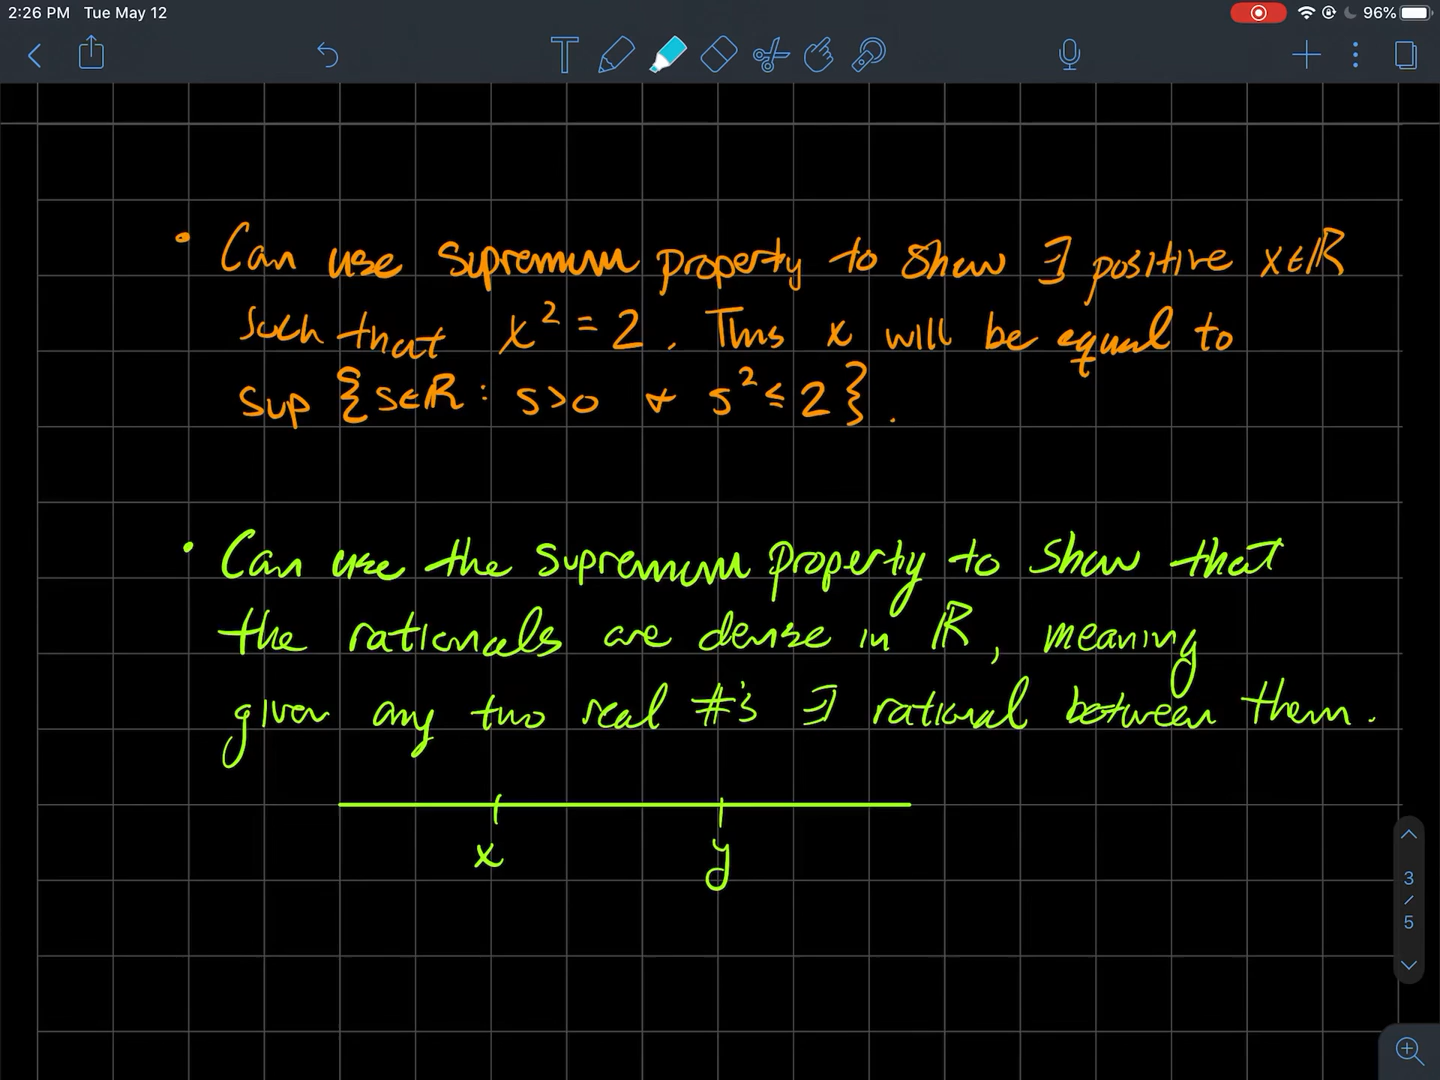 2:26 PM Tue May 12
96%
T
• Can use supremum property to show ∃ positive x∈ℝ
such that x² = 2. This x will be equal to
sup {s∈ℝ : s>0 & s² ≤ 2}.
• Can use the supremum property to show that
the rationals are dense in ℝ, meaning
given any two real #'s ∃ rational between them.
x y
3
/
5